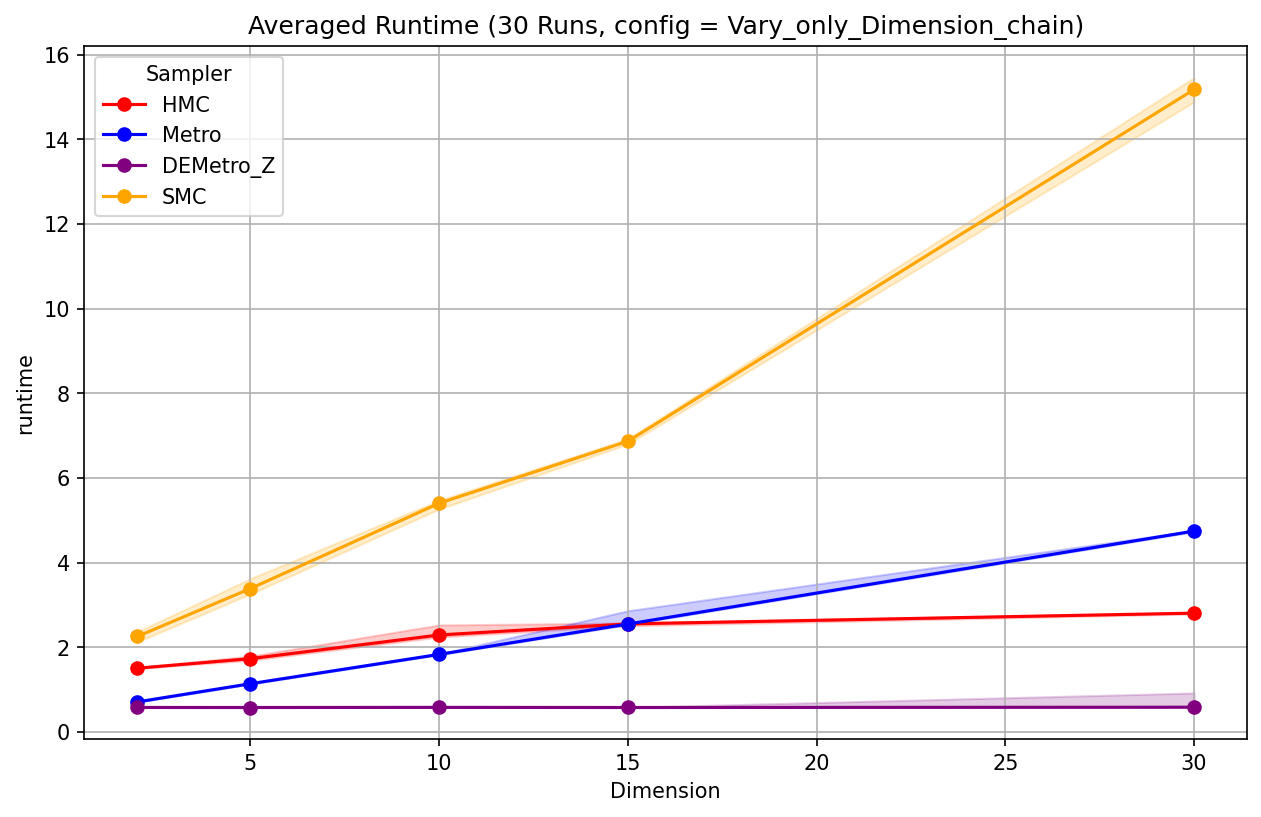 Averaged Runtime (30 Runs, config = Vary_only_Dimension_chain)
Sampler
HMC
Metro
DEMetro_Z
SMC
runtime
16
14
12
10
8
6
4
2
0
5 10 15 20 25 30
Dimension